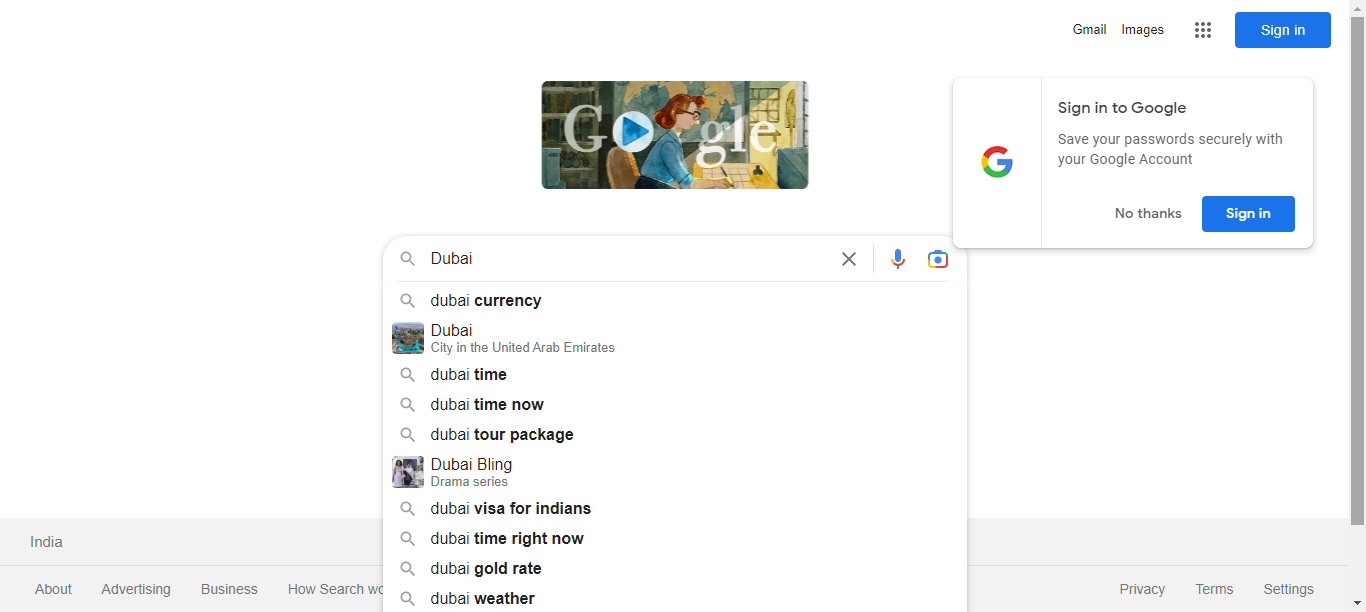 Gmail Images Sign in
Google
Sign in to Google
Save your passwords securely with
your Google Account
No thanks Sign in
Dubai
dubai currency
Dubai
City in the United Arab Emirates
dubai time
dubai time now
dubai tour package
Dubai Bling
Drama series
dubai visa for indians
dubai time right now
dubai gold rate
dubai weather
India
About Advertising Business How Search Privacy Terms Settings